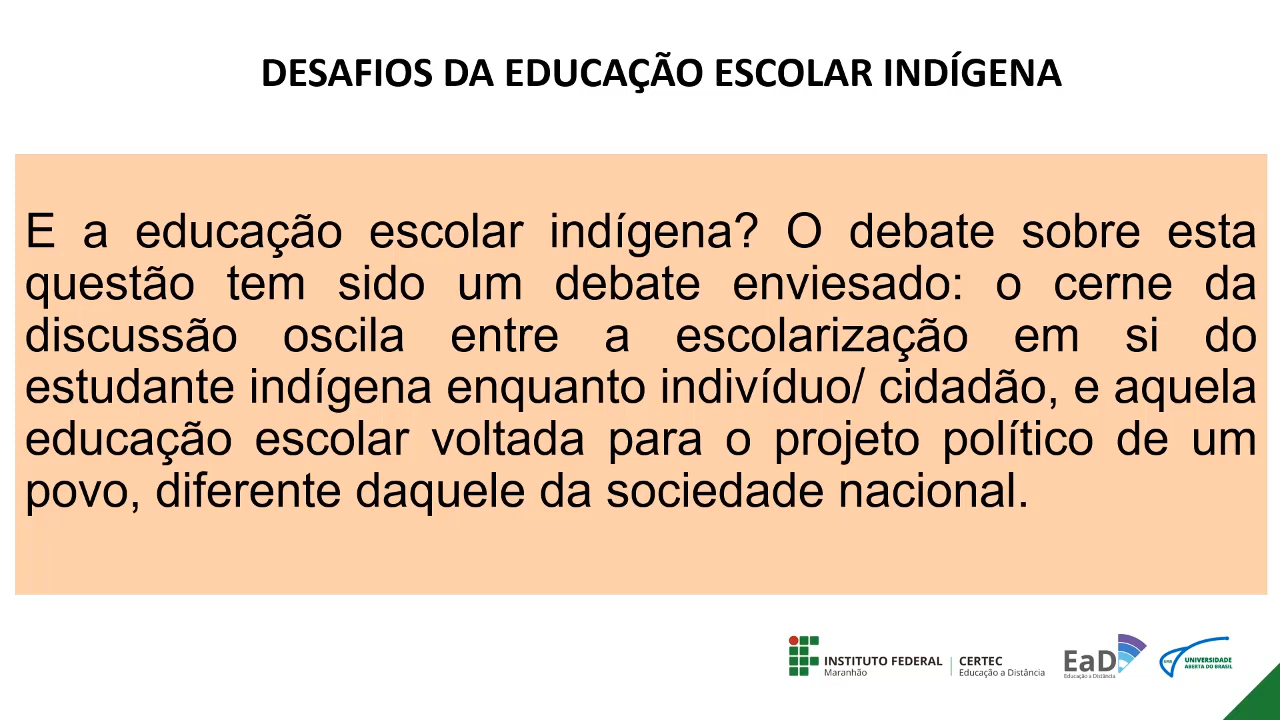 DESAFIOS DA EDUCAÇÃO ESCOLAR INDÍGENA
E a educação escolar indígena? O debate sobre esta
questão tem sido um debate enviesado: o cerne da
discussão oscila entre a escolarização em si do
estudante indígena enquanto indivíduo/ cidadão, e aquela
educação escolar voltada para o projeto político de um
povo, diferente daquele da sociedade nacional.
INSTITUTO FEDERAL
Maranhão
CERTEC
Educação a Distância
EaD
Educação a Distância
UAB
UNIVERSIDADE
ABERTA DO BRASIL